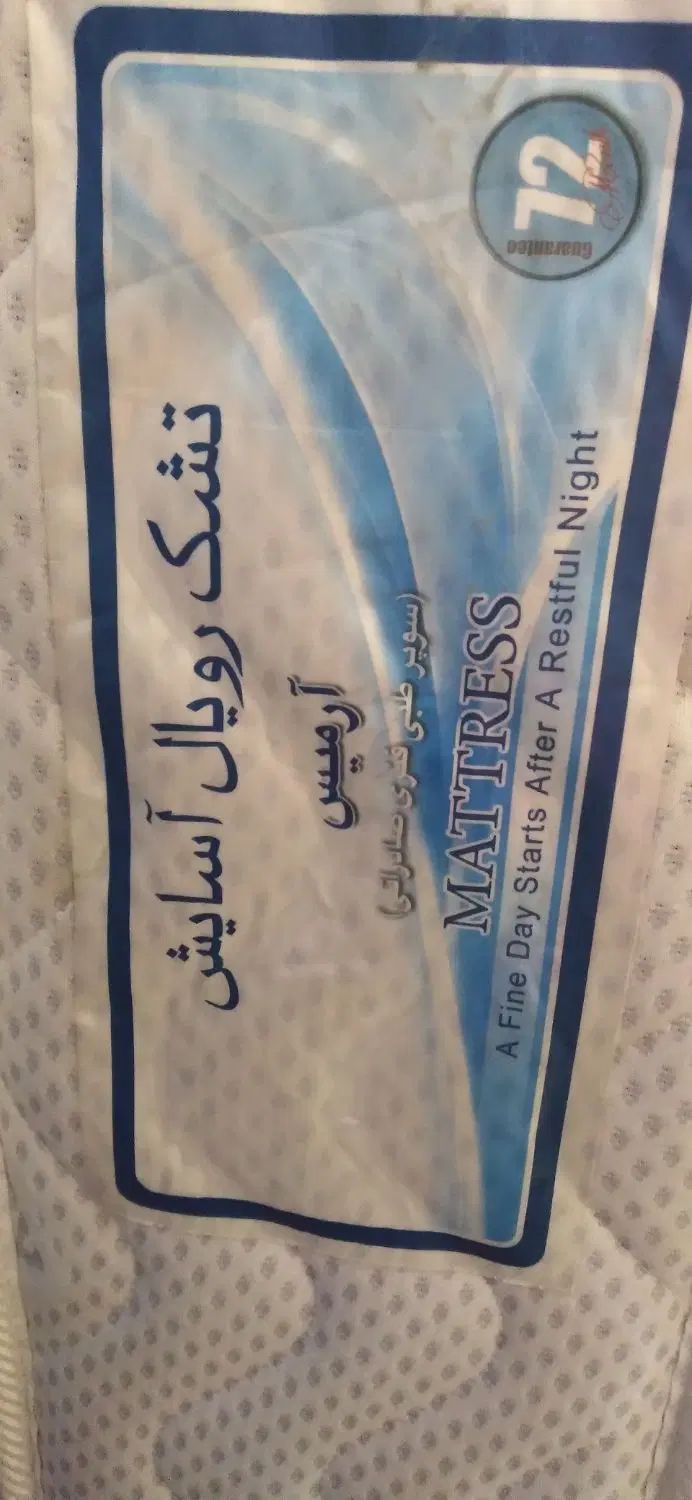 تشک رویال آسایش
آرمیس
(سوپر طبی فنری صادراتی)
MATTRESS
A Fine Day Starts After A Restful Night
72
Guarantee